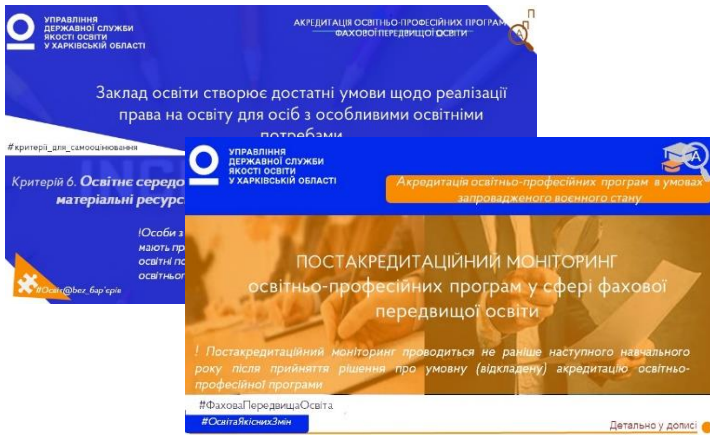 УПРАВЛІННЯ
ДЕРЖАВНОЇ СЛУЖБИ
ЯКОСТІ ОСВІТИ
У ХАРКІВСЬКІЙ ОБЛАСТІ
АКРЕДИТАЦІЯ ОСВІТНЬО-ПРОФЕСІЙНИХ ПРОГРАМ
ФАХОВОЇ ПЕРЕДВИЩОЇ ОСВІТИ
Заклад освіти створює достатні умови щодо реалізації
права на освіту для осіб з особливими освітніми
потребами
#критерії_для_самооцінювання
Критерій 6. Освітнє середо
матеріальні ресурс
!Особи з
мають пр
освітні по
освітньог
#Освіт@bez_бар'єрів
УПРАВЛІННЯ
ДЕРЖАВНОЇ СЛУЖБИ
ЯКОСТІ ОСВІТИ
У ХАРКІВСЬКІЙ ОБЛАСТІ
Акредитація освітньо-професійних програм в умовах
запровадженого воєнного стану
ПОСТАКРЕДИТАЦІЙНИЙ МОНІТОРИНГ
освітньо-професійних програм у сфері фахової
передвищої освіти
! Постакредитаційний моніторинг проводиться не раніше наступного навчального
року після прийняття рішення про умовну (відкладену) акредитацію освітньо-
професійної програми
#ФаховаПередвищаОсвіта
#ОсвітаЯкіснихЗмін
Детально у дописі